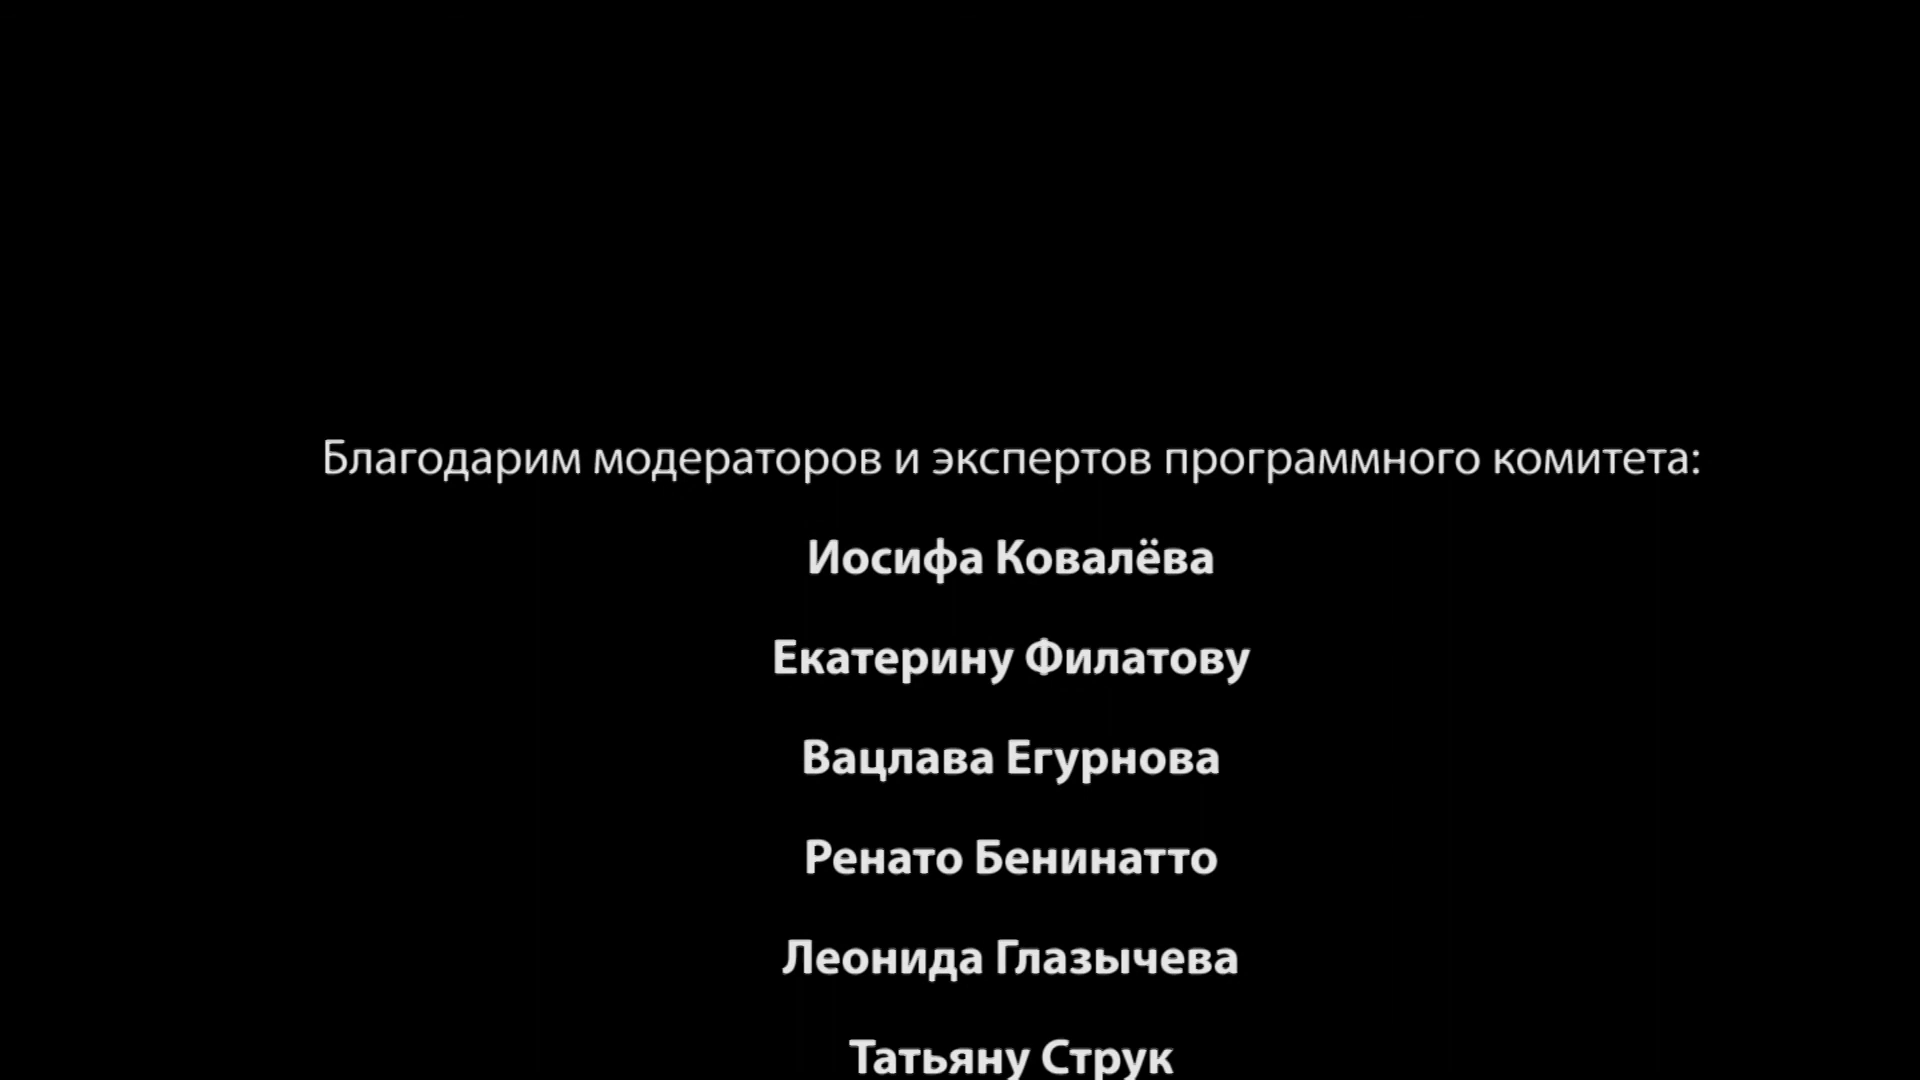 Благодарим модераторов и экспертов программного комитета:
Иосифа Ковалёва
Екатерину Филатову
Вацлава Егурнова
Ренато Бенинатто
Леонида Глазычева
Татьяну Струк